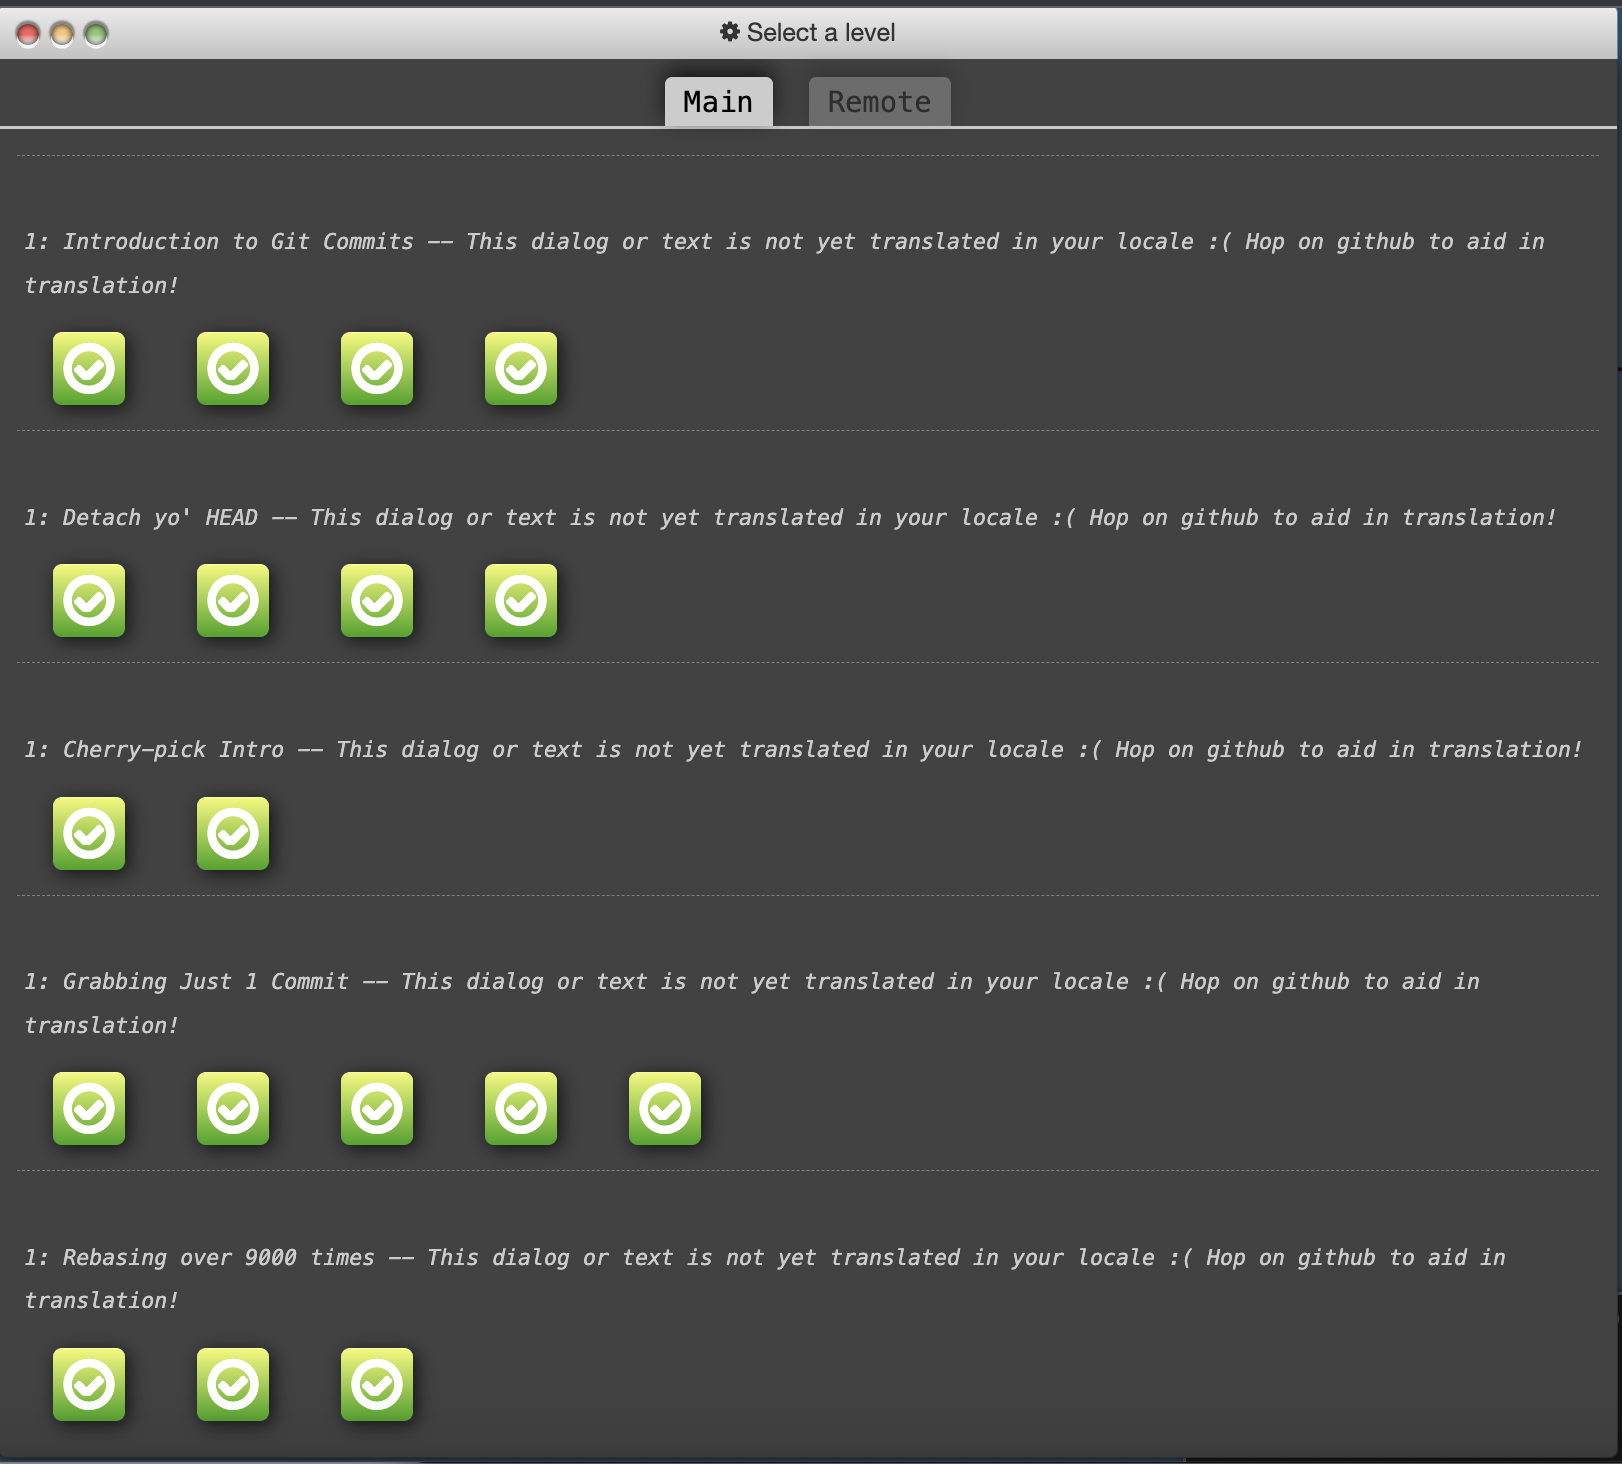 Select a level
Main
Remote
1: Introduction to Git Commits -- This dialog or text is not yet translated in your locale :( Hop on github to aid in
translation!
1: Detach yo' HEAD -- This dialog or text is not yet translated in your locale :( Hop on github to aid in translation!
1: Cherry-pick Intro -- This dialog or text is not yet translated in your locale :( Hop on github to aid in translation!
1: Grabbing Just 1 Commit -- This dialog or text is not yet translated in your locale :( Hop on github to aid in
translation!
1: Rebasing over 9000 times -- This dialog or text is not yet translated in your locale :( Hop on github to aid in
translation!